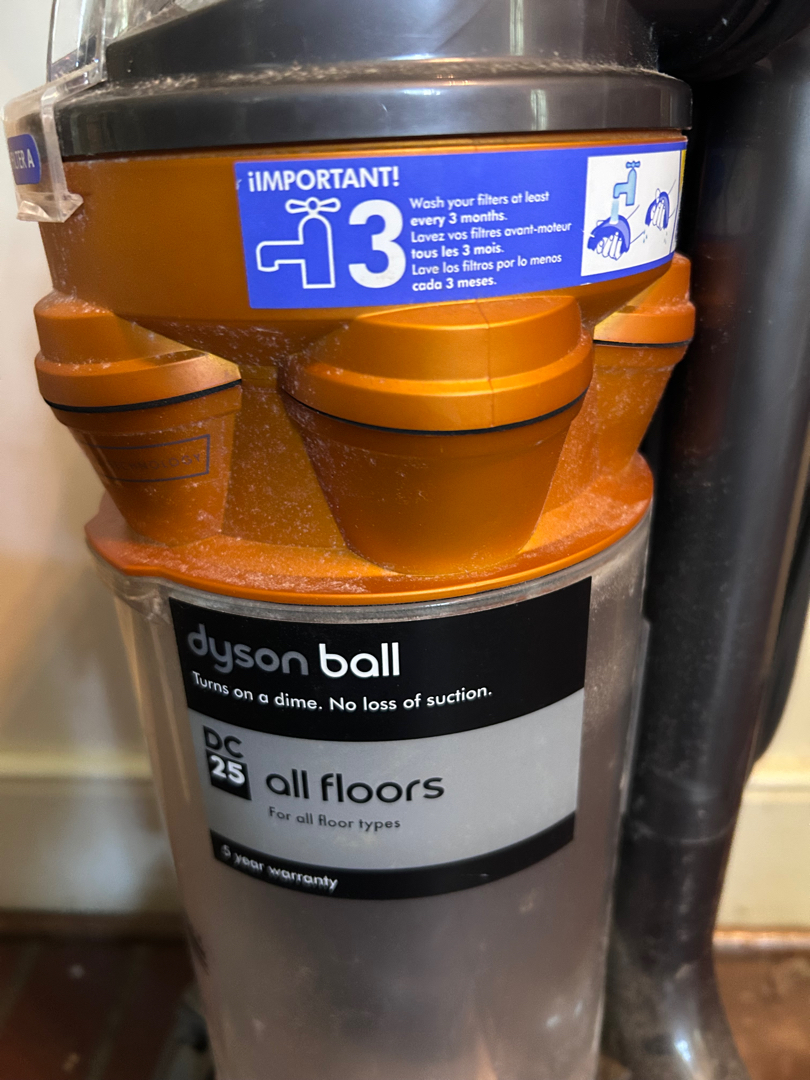 LTER A
¡IMPORTANT!
3
Wash your filters at least
every 3 months.
Lavez vos filtres avant-moteur
tous les 3 mois.
Lave los filtros por lo menos
cada 3 meses.
dyson ball
Turns on a dime. No loss of suction.
DC
25
all floors
For all floor types
5 year warranty